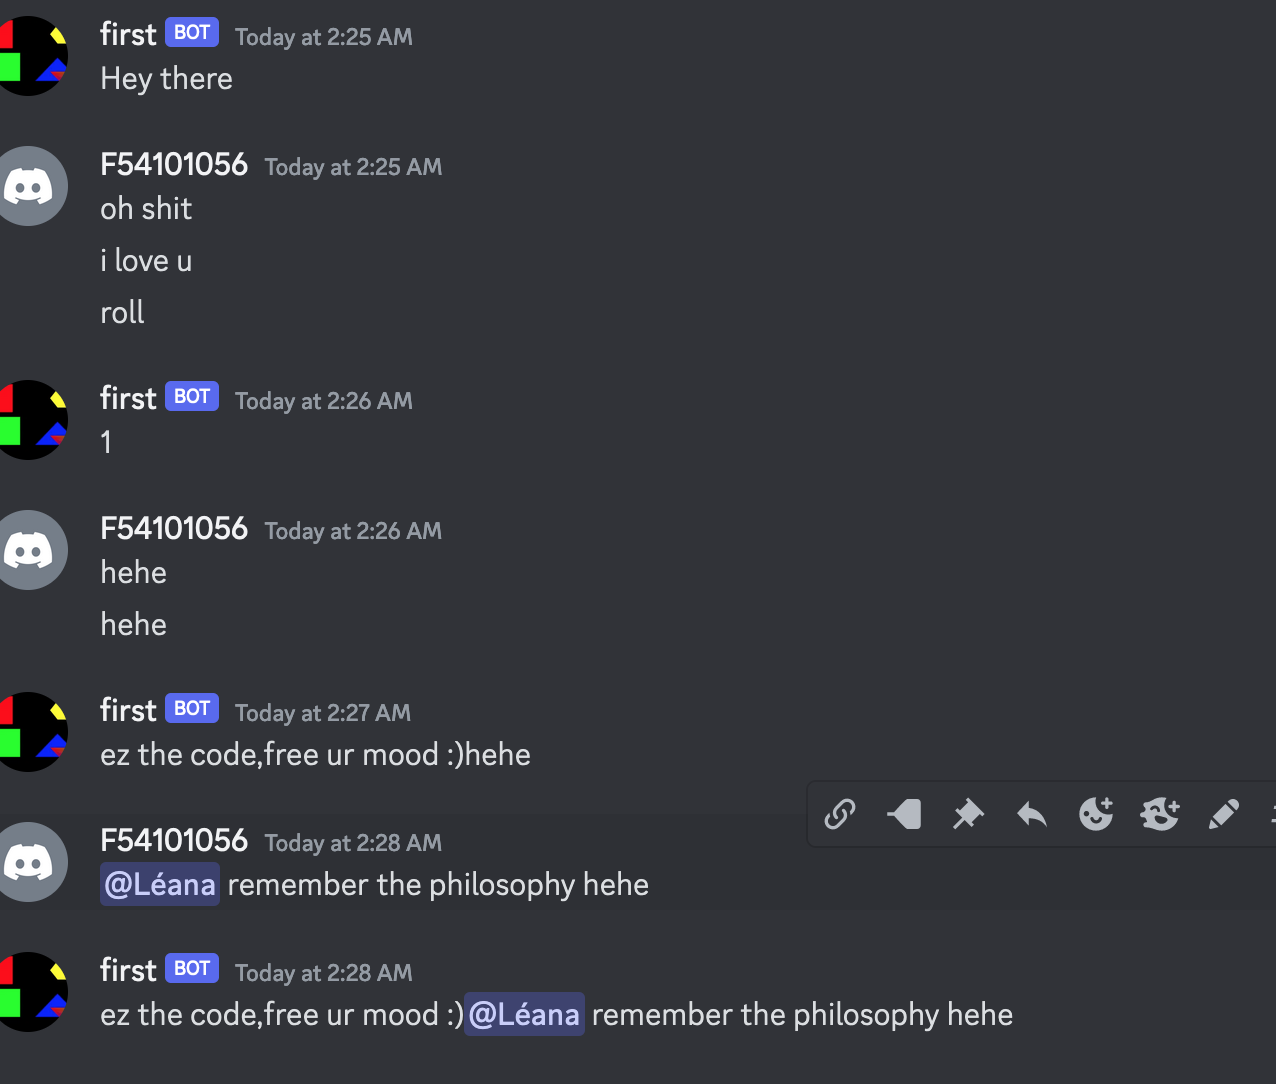 first BOT Today at 2:25 AM
Hey there
F54101056 Today at 2:25 AM
oh shit
i love u
roll
first BOT Today at 2:26 AM
1
F54101056 Today at 2:26 AM
hehe
hehe
first BOT Today at 2:27 AM
ez the code,free ur mood :)hehe
F54101056 Today at 2:28 AM
@Léana remember the philosophy hehe
first BOT Today at 2:28 AM
ez the code,free ur mood :)@Léana remember the philosophy hehe